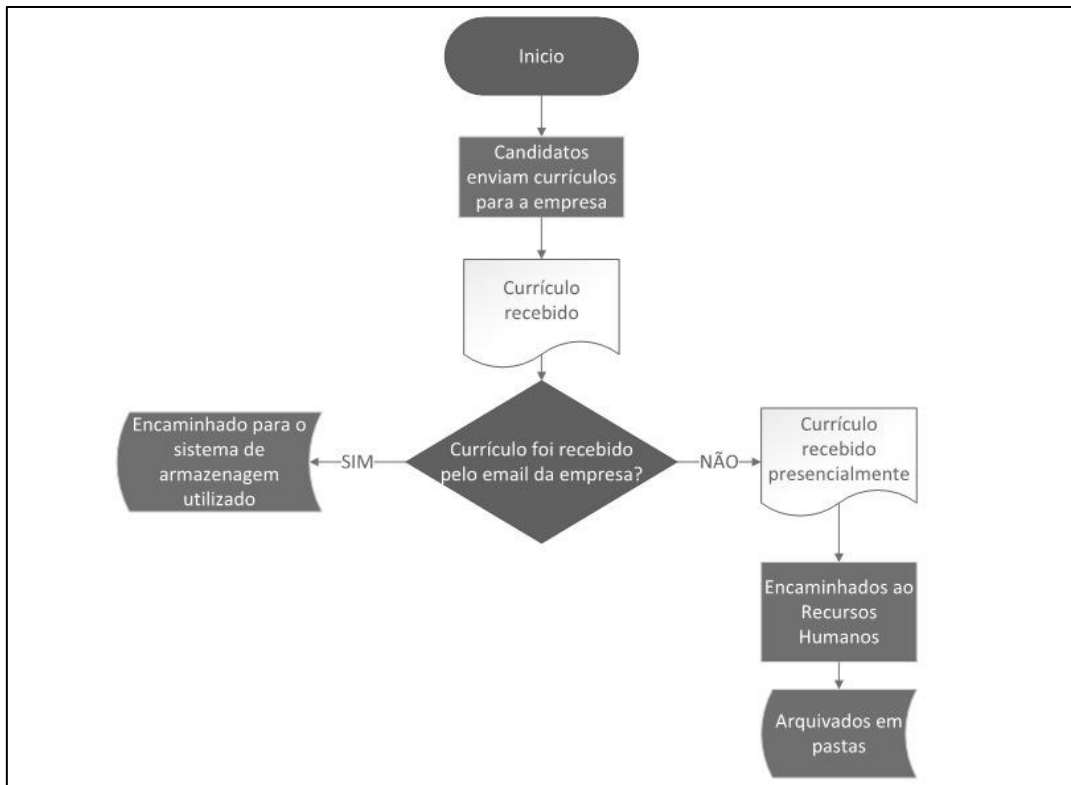 Inicio
Candidatos
enviam currículos
para a empresa
Currículo
recebido
Currículo foi recebido
pelo email da empresa?
SIM
Encaminhado para o
sistema de
armazenagem
utilizado
NÃO
Currículo
recebido
presencialmente
Encaminhados ao
Recursos
Humanos
Arquivados em
pastas